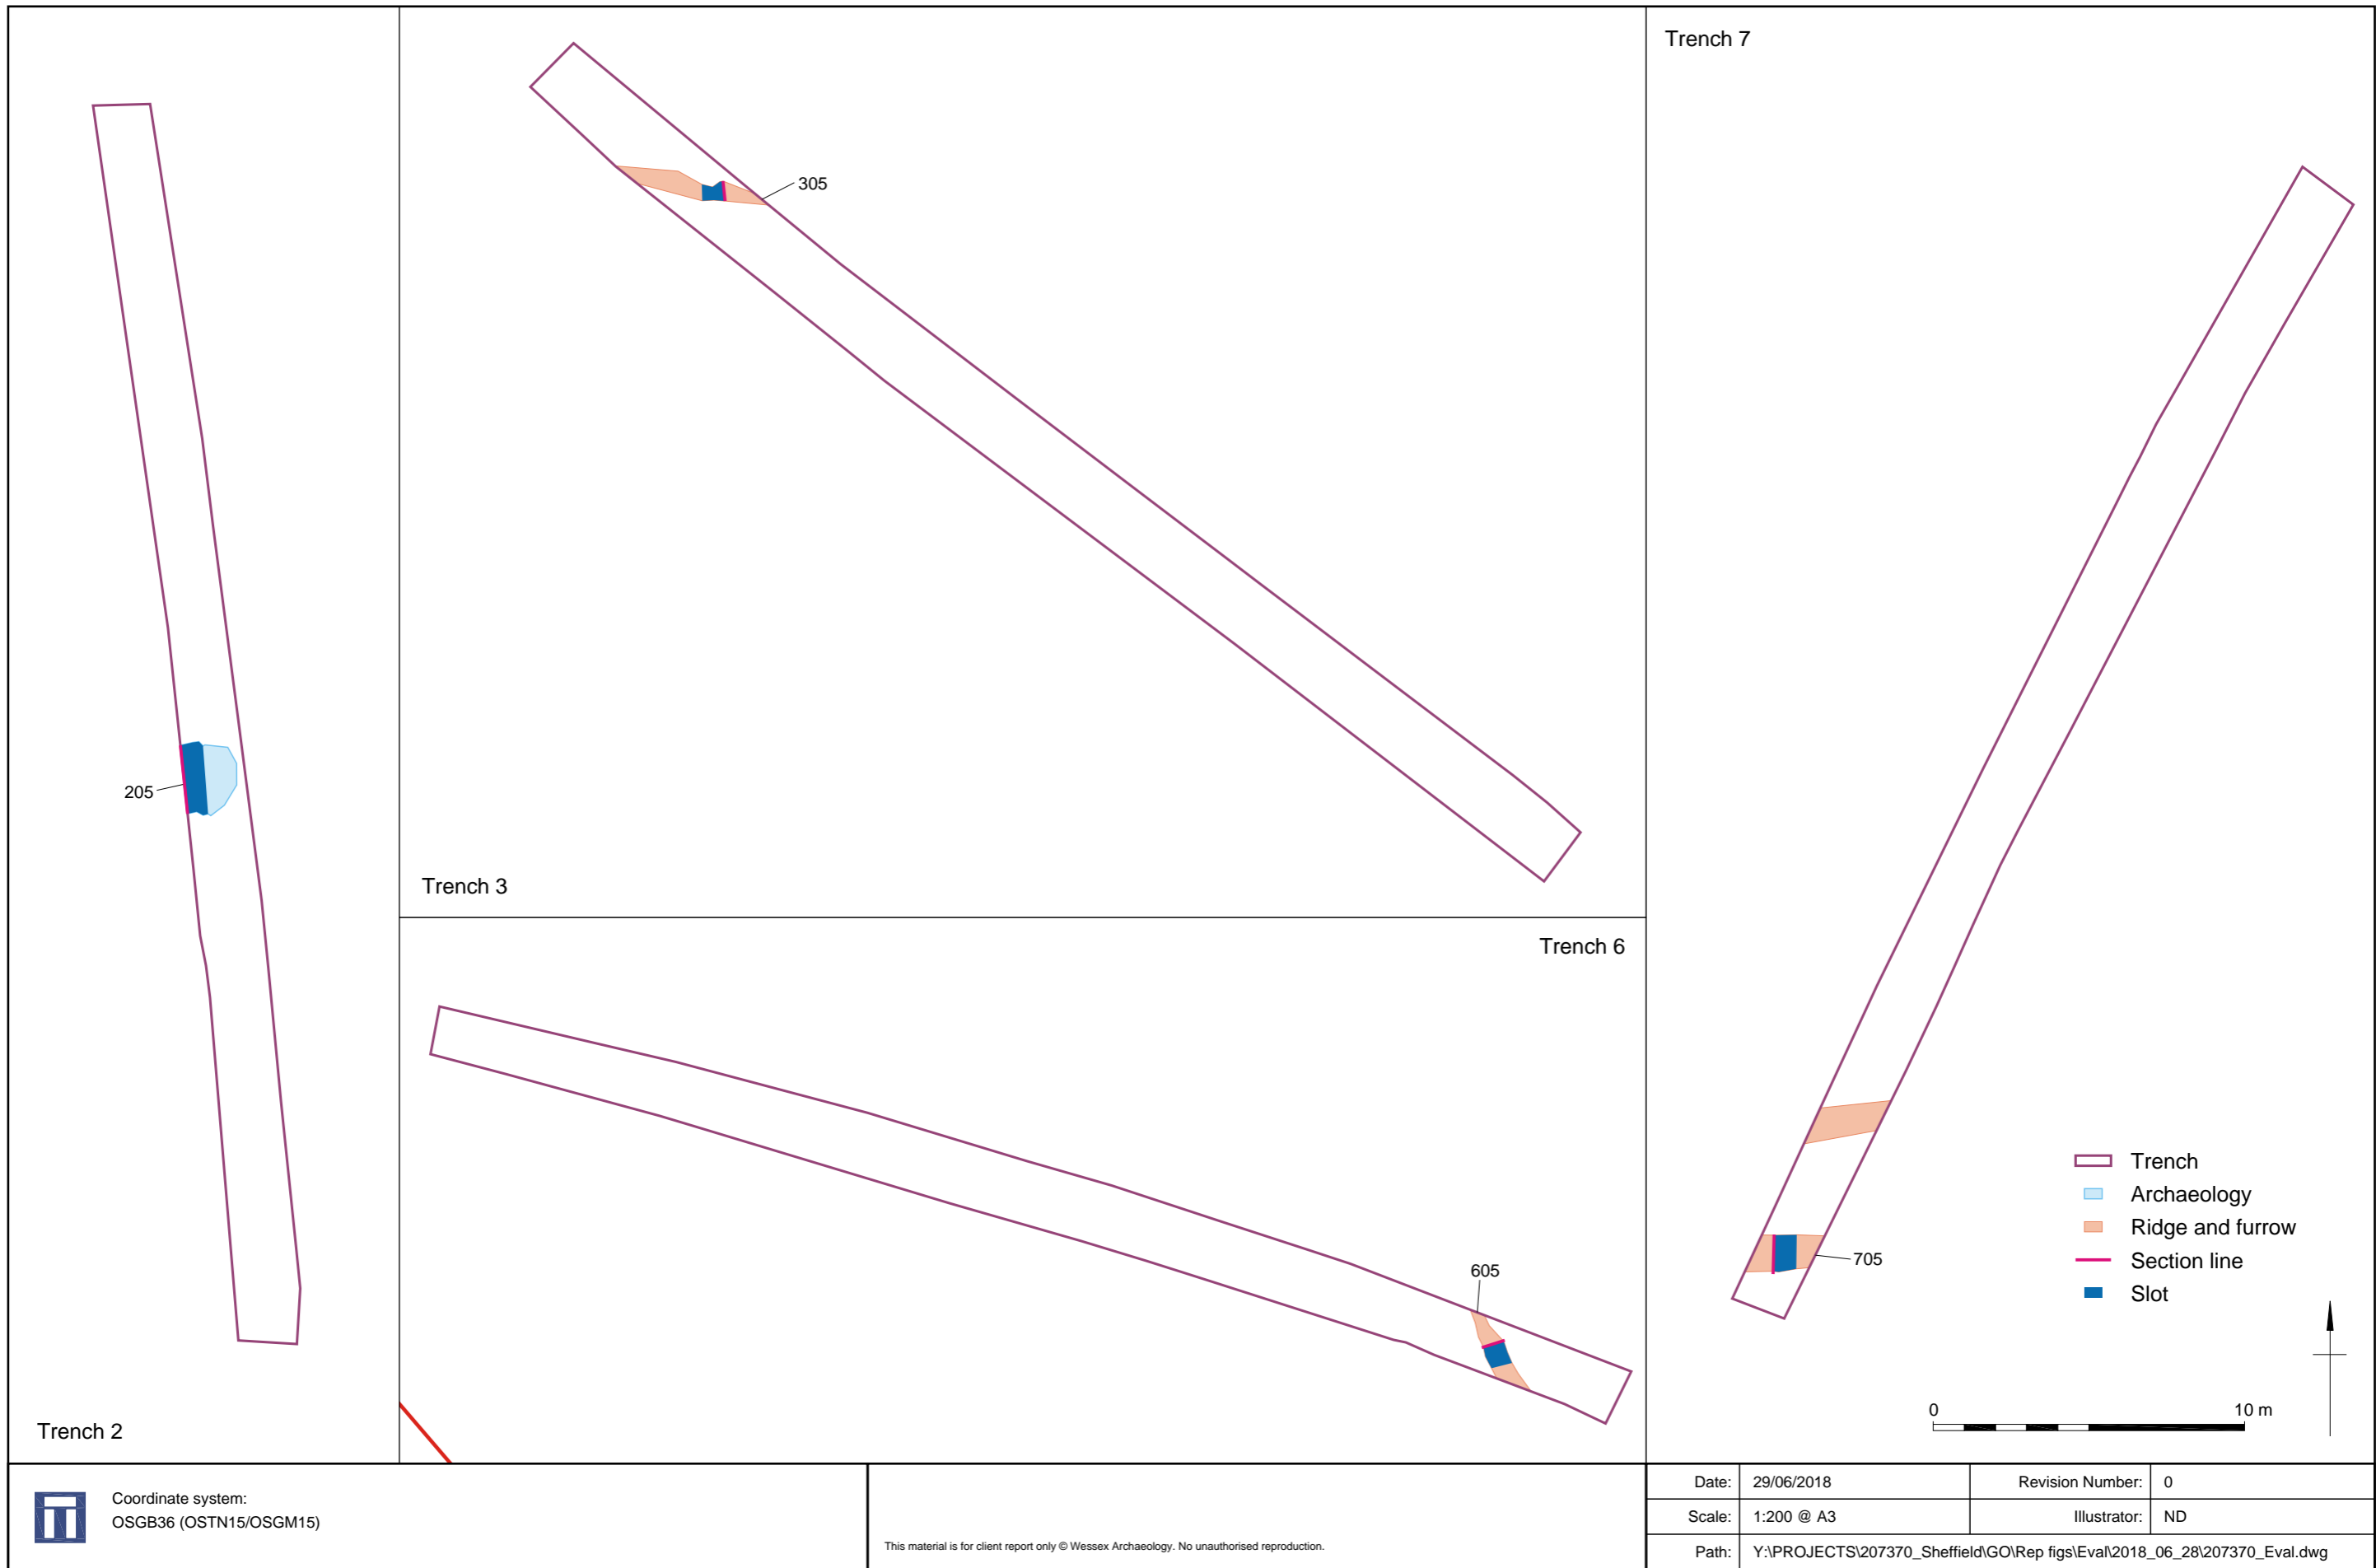 205
Trench 2
305
Trench 3
Trench 6
605
Trench 7
705
Trench
Archaeology
Ridge and furrow
Section line
Slot
0 10 m
Coordinate system:
OSGB36 (OSTN15/OSGM15)
This material is for client report only © Wessex Archaeology. No unauthorised reproduction.
Date: 29/06/2018 Revision Number: 0
Scale: 1:200 @ A3 Illustrator: ND
Path: Y:\PROJECTS\207370_Sheffield\GO\Rep figs\Eval\2018_06_28\207370_Eval.dwg